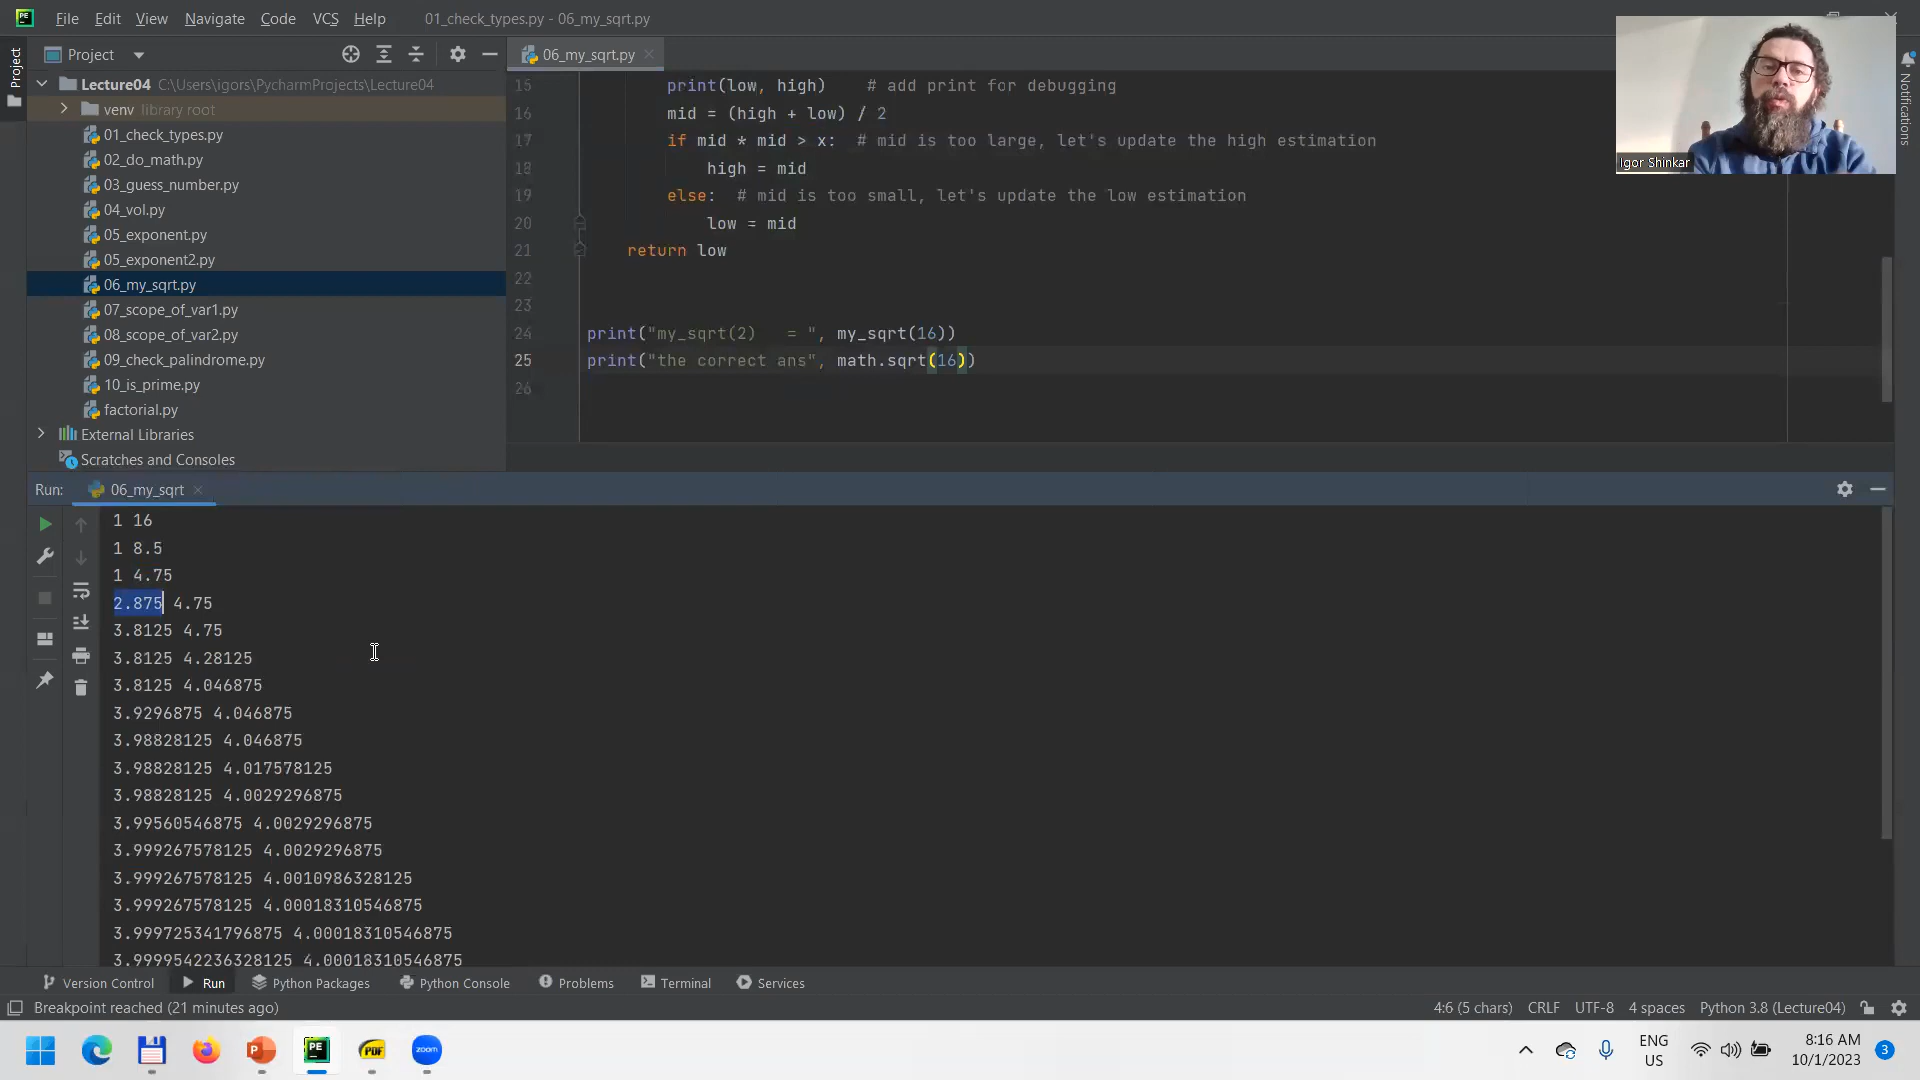 PE File Edit View Navigate Code VCS Help 01_check_types.py - 06_my_sqrt.py
Project
Project
06_my_sqrt.py
Lecture04 C:\Users\igors\PycharmProjects\Lecture04
venv library root
01_check_types.py
02_do_math.py
03_guess_number.py
04_vol.py
05_exponent.py
05_exponent2.py
06_my_sqrt.py
07_scope_of_var1.py
08_scope_of_var2.py
09_check_palindrome.py
10_is_prime.py
factorial.py
External Libraries
Scratches and Consoles
15 print(low, high) # add print for debugging
16 mid = (high + low) / 2
17 if mid * mid > x: # mid is too large, let's update the high estimation
18 high = mid
19 else: # mid is too small, let's update the low estimation
20 low = mid
21 return low
22
23
24 print("my_sqrt(2)   = ", my_sqrt(16))
25 print("the correct ans", math.sqrt(16))
26
Igor Shinkar
Notifications
Run: 06_my_sqrt
1 16
1 8.5
1 4.75
2.875 4.75
3.8125 4.75
3.8125 4.28125
3.8125 4.046875
3.9296875 4.046875
3.98828125 4.046875
3.98828125 4.017578125
3.98828125 4.0029296875
3.99560546875 4.0029296875
3.999267578125 4.0029296875
3.999267578125 4.0010986328125
3.999267578125 4.00018310546875
3.999725341796875 4.00018310546875
3.9999542236328125 4.00018310546875
Version Control Run Python Packages Python Console Problems Terminal Services
Breakpoint reached (21 minutes ago) 4:6 (5 chars) CRLF UTF-8 4 spaces Python 3.8 (Lecture04)
P PE PDF zoom
ENG
US
8:16 AM
10/1/2023
3